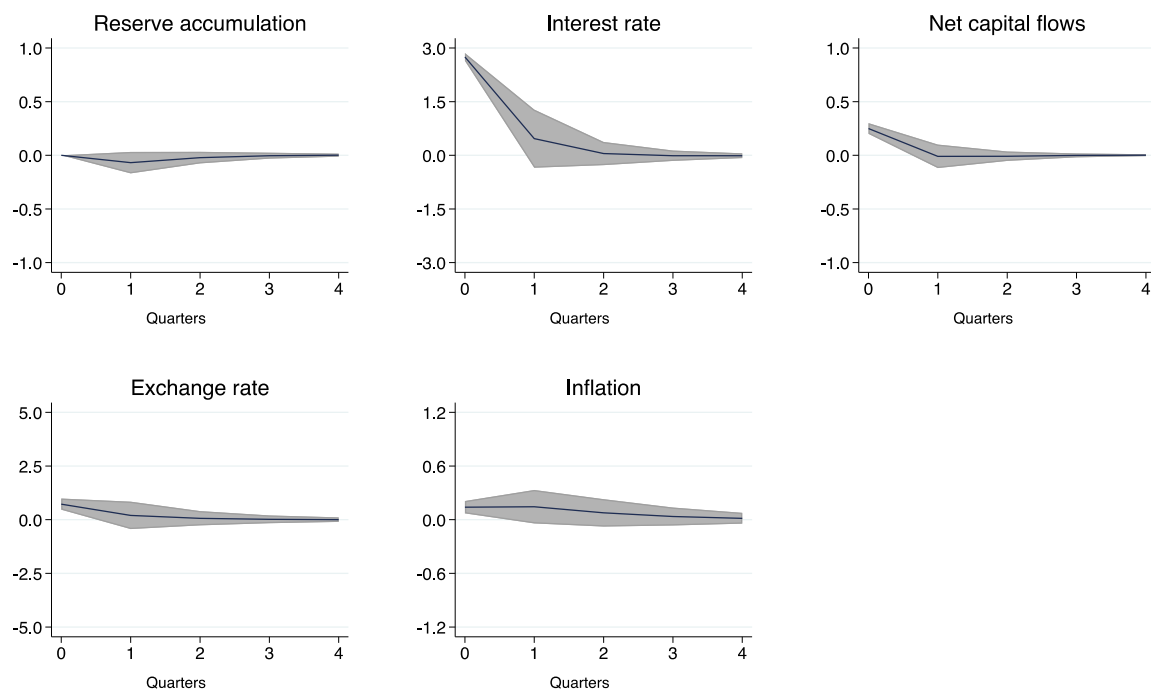 Reserve accumulation
1.0
0.5
0.0
-0.5
-1.0
0 1 2 3 4
Quarters
Interest rate
3.0
1.5
0.0
-1.5
-3.0
0 1 2 3 4
Quarters
Net capital flows
1.0
0.5
0.0
-0.5
-1.0
0 1 2 3 4
Quarters
Exchange rate
5.0
2.5
0.0
-2.5
-5.0
0 1 2 3 4
Quarters
Inflation
1.2
0.6
0.0
-0.6
-1.2
0 1 2 3 4
Quarters